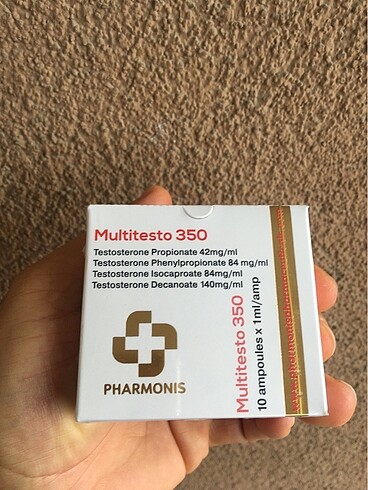 Multitesto 350
Testosterone Propionate 42mg/ml
Testosterone Phenylpropionate 84 mg/ml
Testosterone Isocaproate 84mg/ml
Testosterone Decanoate 140mg/ml
PHARMONIS
Multitesto 350
10 ampoules x 1ml/amp